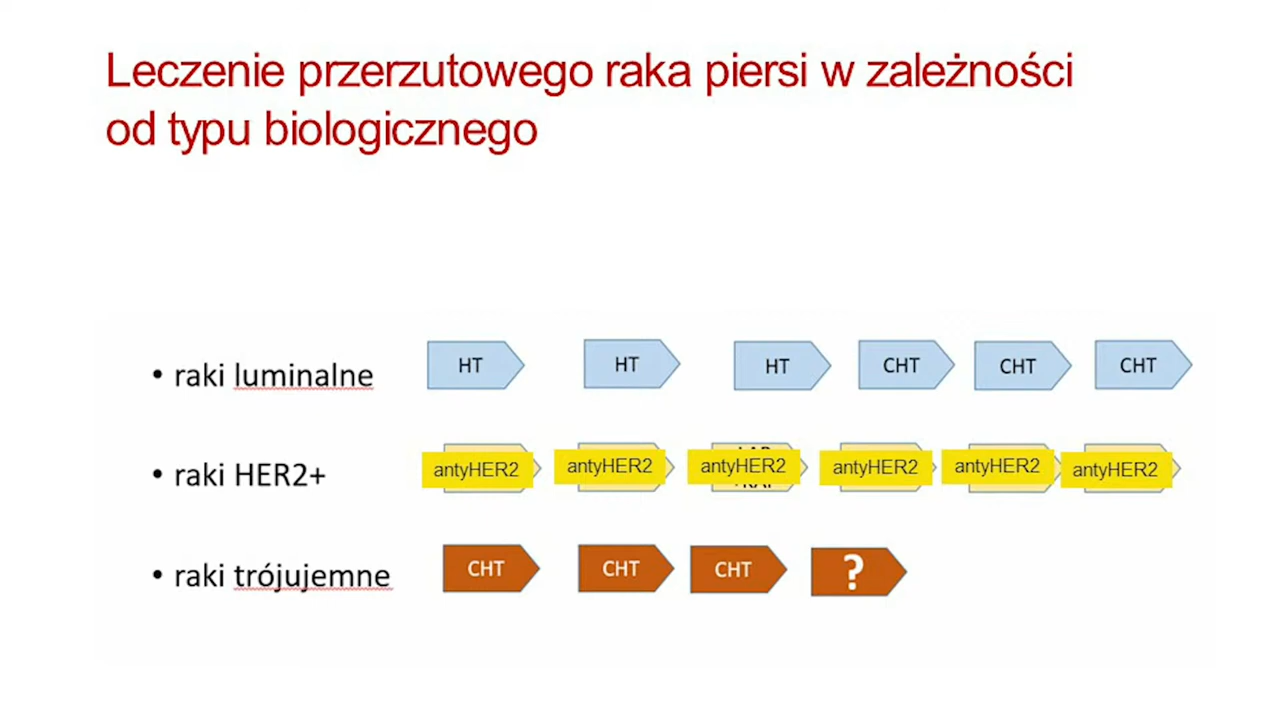 Leczenie przerzutowego raka piersi w zależności
od typu biologicznego
• raki luminalne HT HT HT CHT CHT CHT
• raki HER2+ antyHER2 antyHER2 antyHER2 antyHER2 antyHER2 antyHER2
• raki trójujemne CHT CHT CHT ?